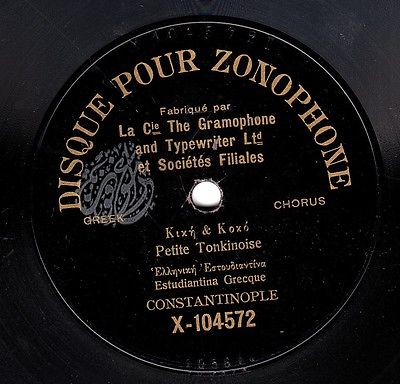 DISQUE POUR ZONOPHONE
Fabriqué par
La Cie The Gramophone
and Typewriter Ltd
et Sociétés Filiales
GREEK
CHORUS
Κικὴ & Κοκό
Petite Tonkinoise
Ἑλληνικὴ Ἐστουδιαντίνα
Estudiantina Grecque
CONSTANTINOPLE
X-104572